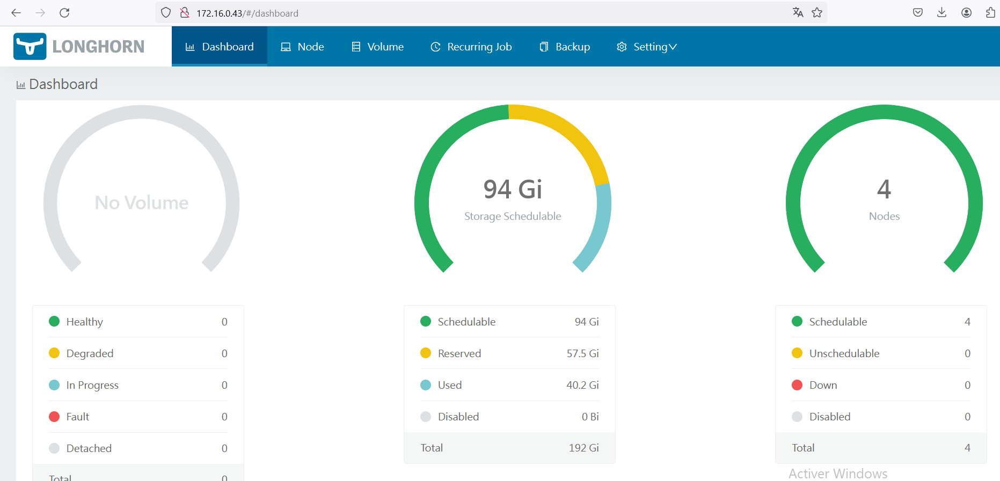 172.16.0.43/#/dashboard
LONGHORN
Dashboard
Node
Volume
Recurring Job
Backup
Setting
Dashboard
No Volume
Healthy 0
Degraded 0
In Progress 0
Fault 0
Detached 0
Total 0
94 Gi
Storage Schedulable
Schedulable 94 Gi
Reserved 57.5 Gi
Used 40.2 Gi
Disabled 0 Bi
Total 192 Gi
4
Nodes
Schedulable 4
Unschedulable 0
Down 0
Disabled 0
Total 4
Activer Windows